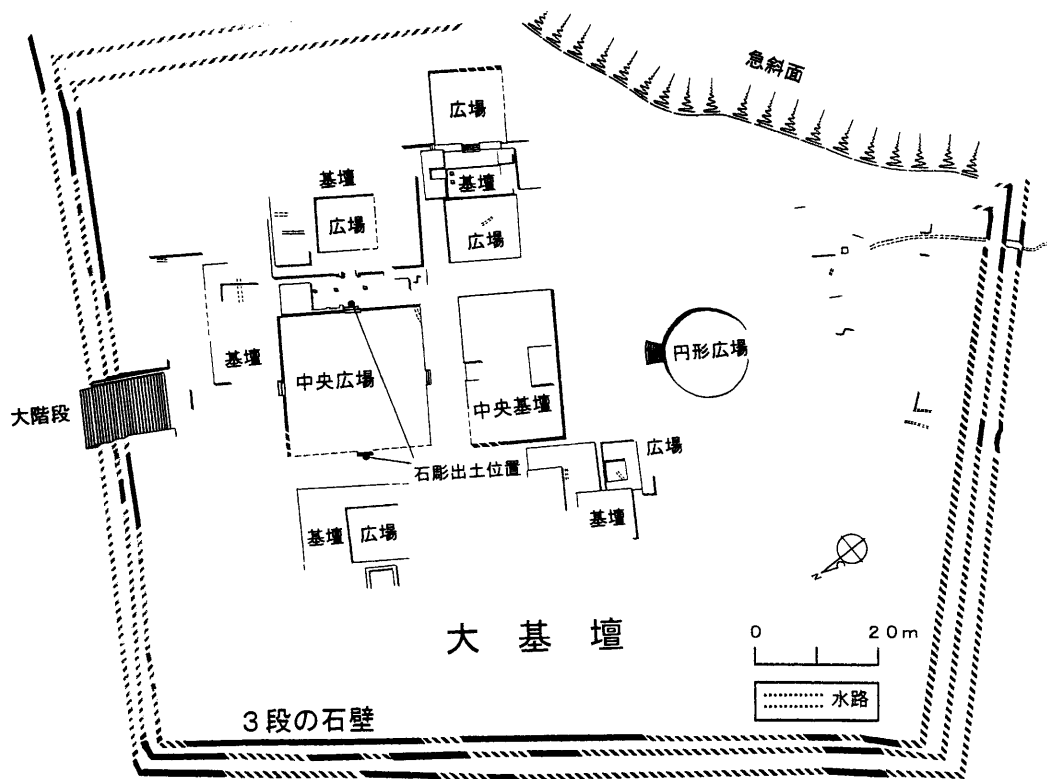 急斜面
広場
基壇
基壇
広場
広場
基壇
中央広場
円形広場
大階段
中央基壇
石彫出土位置
広場
基壇
広場
基壇
N
大基壇
0 20m
水路
3段の石壁